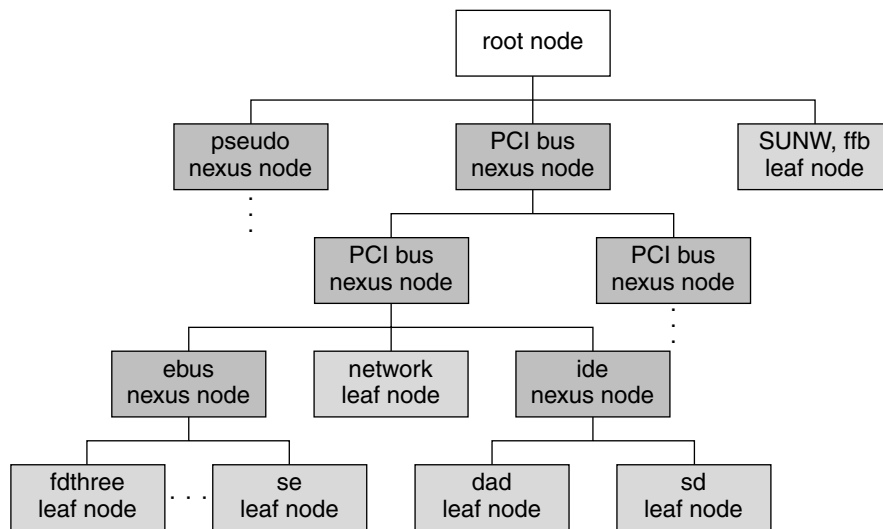 root node
pseudo
nexus node
PCI bus
nexus node
SUNW, ffb
leaf node
PCI bus
nexus node
PCI bus
nexus node
ebus
nexus node
network
leaf node
ide
nexus node
fdthree
leaf node
. . .
se
leaf node
dad
leaf node
sd
leaf node